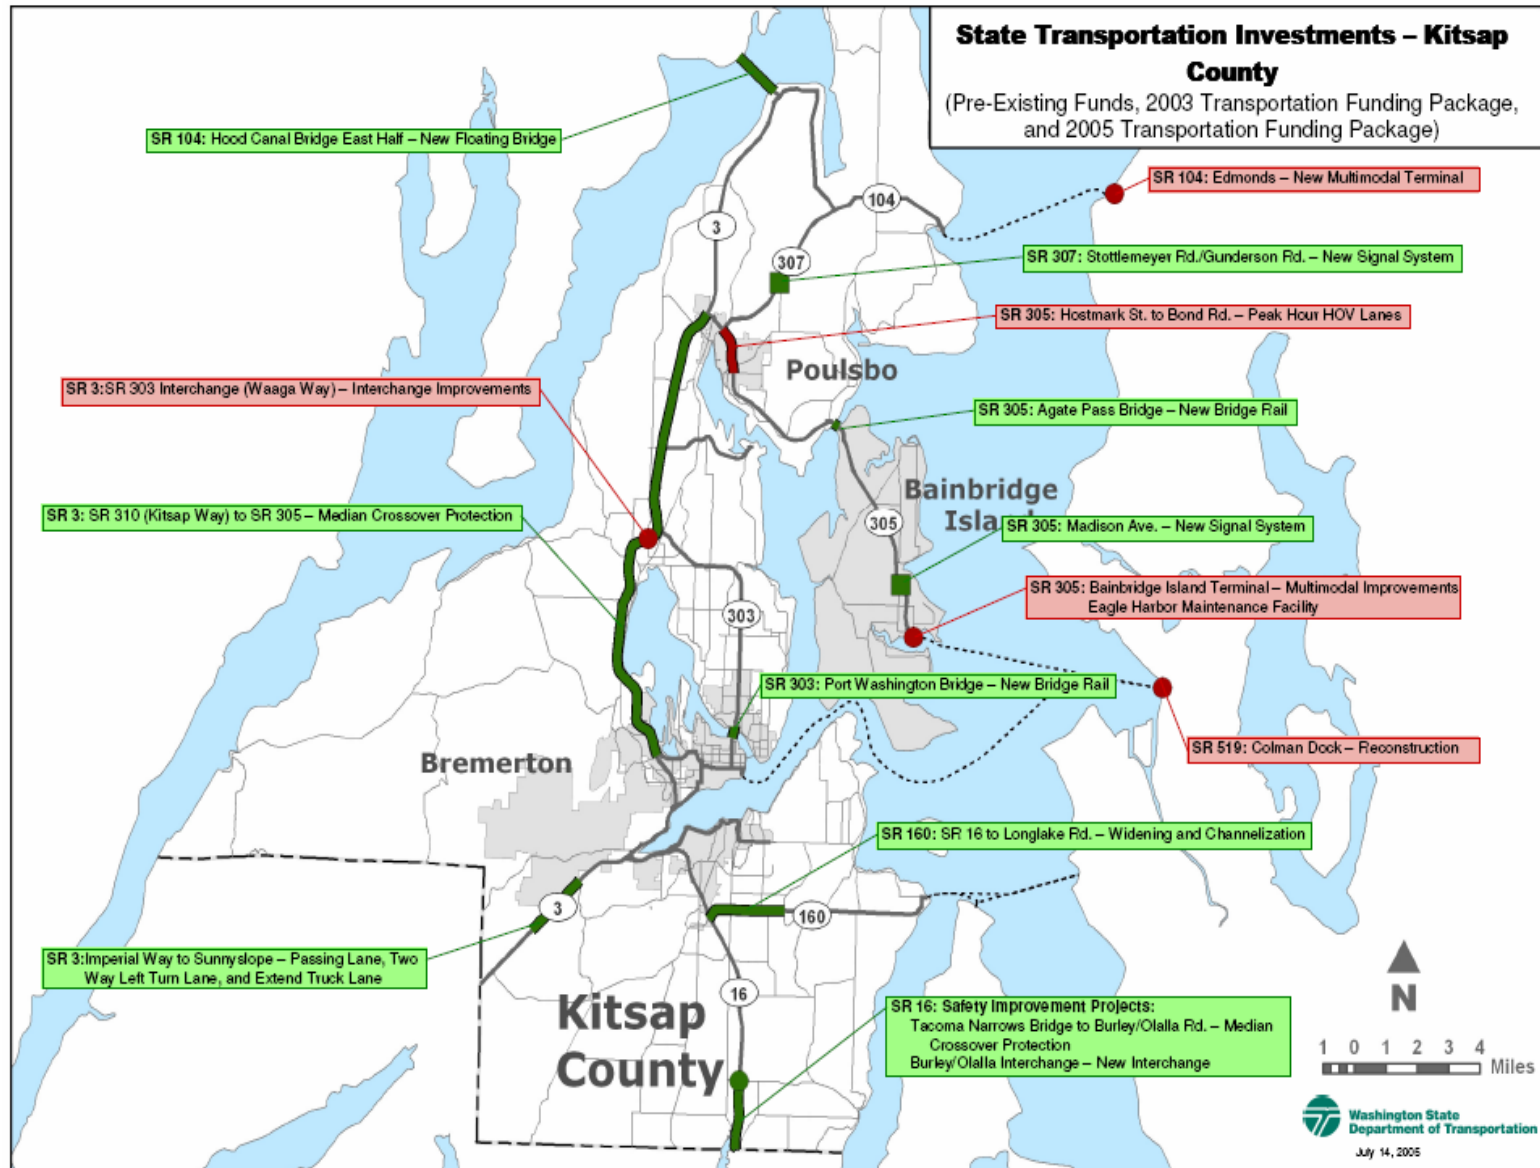 State Transportation Investments – Kitsap
County
(Pre-Existing Funds, 2003 Transportation Funding Package,
and 2005 Transportation Funding Package)
SR 104: Hood Canal Bridge East Half – New Floating Bridge
SR 104: Edmonds – New Multimodal Terminal
104
3
307
SR 307: Stottlemeyer Rd./Gunderson Rd. – New Signal System
SR 305: Hostmark St. to Bond Rd. – Peak Hour HOV Lanes
Poulsbo
SR 3:SR 303 Interchange (Waaga Way) – Interchange Improvements
SR 305: Agate Pass Bridge – New Bridge Rail
Bainbridge
Island
305
SR 3: SR 310 (Kitsap Way) to SR 305 – Median Crossover Protection
SR 305: Madison Ave. – New Signal System
SR 305: Bainbridge Island Terminal – Multimodal Improvements
Eagle Harbor Maintenance Facility
303
SR 303: Port Washington Bridge – New Bridge Rail
SR 519: Colman Dock – Reconstruction
Bremerton
SR 160: SR 16 to Longlake Rd. – Widening and Channelization
3
160
SR 3:Imperial Way to Sunnyslope – Passing Lane, Two
Way Left Turn Lane, and Extend Truck Lane
16
Kitsap
County
SR 16: Safety Improvement Projects:
Tacoma Narrows Bridge to Burley/Olalla Rd. – Median
Crossover Protection
Burley/Olalla Interchange – New Interchange
N
1 0 1 2 3 4
Miles
Washington State
Department of Transportation
July 14, 2005